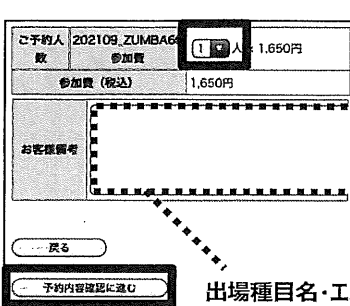 ご予約人数
202109_ZUMBA6
参加費
1 人 x 1,650円
参加費（税込） 1,650円
お客様備考
戻る
予約内容確認に進む
出場種目名・エ